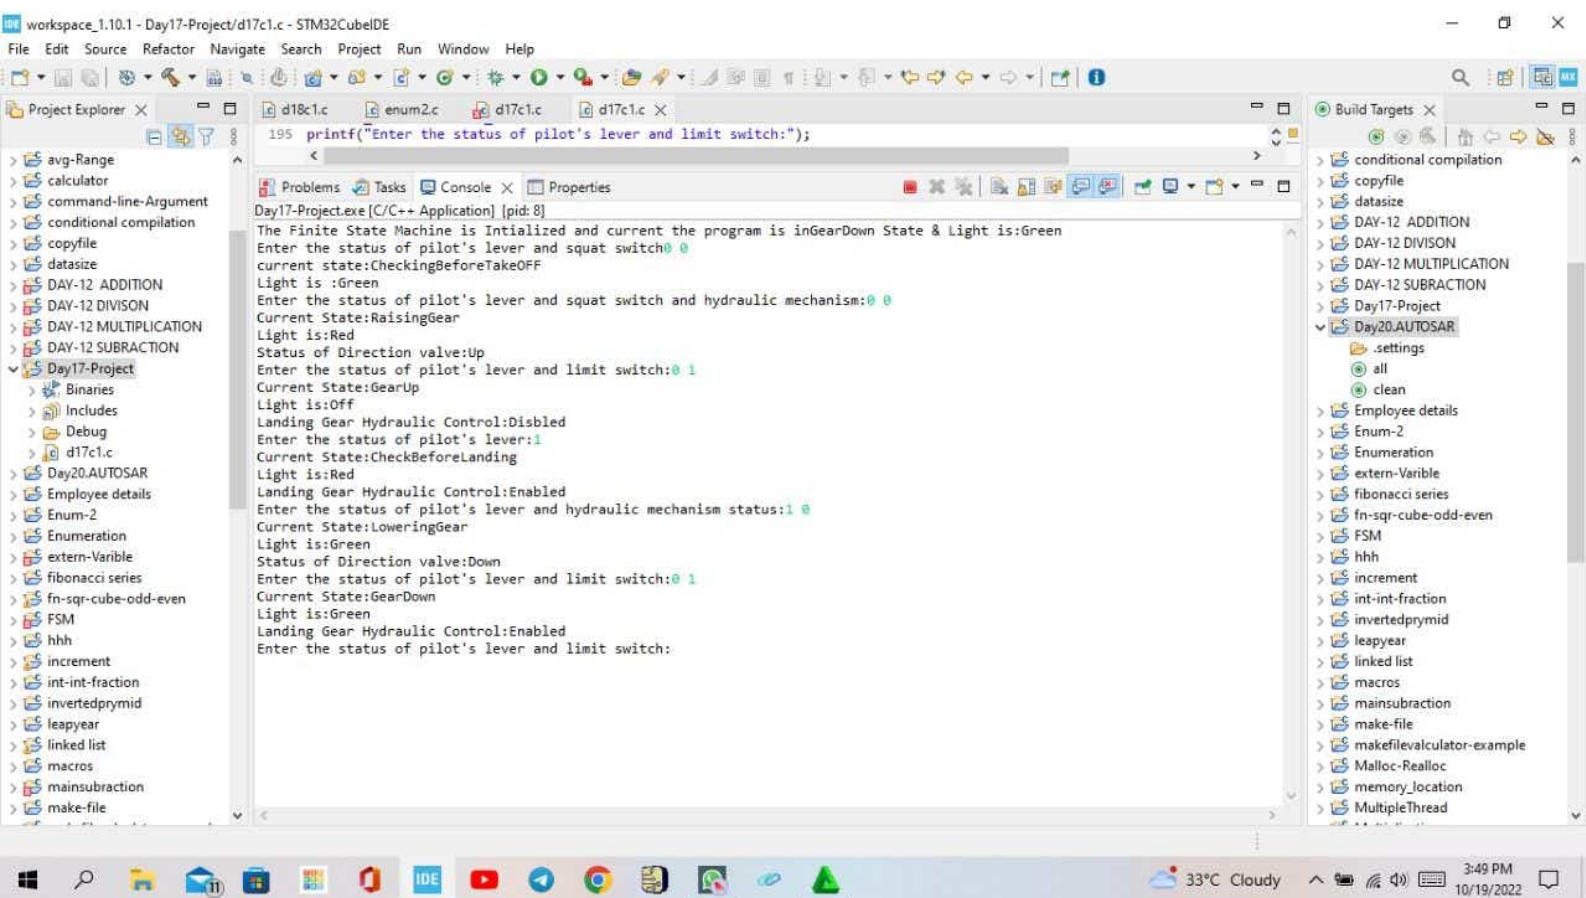 IDE workspace_1.10.1 - Day17-Project/d17c1.c - STM32CubeIDE
File Edit Source Refactor Navigate Search Project Run Window Help
Project Explorer
avg-Range
calculator
command-line-Argument
conditional compilation
copyfile
datasize
DAY-12 ADDITION
DAY-12 DIVISON
DAY-12 MULTIPLICATION
DAY-12 SUBRACTION
Day17-Project
Binaries
Includes
Debug
d17c1.c
Day20.AUTOSAR
Employee details
Enum-2
Enumeration
extern-Varible
fibonacci series
fn-sqr-cube-odd-even
FSM
hhh
increment
int-int-fraction
invertedprymid
leapyear
linked list
macros
mainsubraction
make-file
d18c1.c enum2.c d17c1.c d17c1.c
195 printf("Enter the status of pilot's lever and limit switch:");
Problems Tasks Console Properties
Day17-Project.exe [C/C++ Application] [pid: 8]
The Finite State Machine is Intialized and current the program is inGearDown State & Light is:Green
Enter the status of pilot's lever and squat switch0 0
current state:CheckingBeforeTakeOFF
Light is :Green
Enter the status of pilot's lever and squat switch and hydraulic mechanism:0 0
Current State:RaisingGear
Light is:Red
Status of Direction valve:Up
Enter the status of pilot's lever and limit switch:0 1
Current State:GearUp
Light is:Off
Landing Gear Hydraulic Control:Disbled
Enter the status of pilot's lever:1
Current State:CheckBeforeLanding
Light is:Red
Landing Gear Hydraulic Control:Enabled
Enter the status of pilot's lever and hydraulic mechanism status:1 0
Current State:LoweringGear
Light is:Green
Status of Direction valve:Down
Enter the status of pilot's lever and limit switch:0 1
Current State:GearDown
Light is:Green
Landing Gear Hydraulic Control:Enabled
Enter the status of pilot's lever and limit switch:
Build Targets
conditional compilation
copyfile
datasize
DAY-12 ADDITION
DAY-12 DIVISON
DAY-12 MULTIPLICATION
DAY-12 SUBRACTION
Day17-Project
Day20.AUTOSAR
.settings
all
clean
Employee details
Enum-2
Enumeration
extern-Varible
fibonacci series
fn-sqr-cube-odd-even
FSM
hhh
increment
int-int-fraction
invertedprymid
leapyear
linked list
macros
mainsubraction
make-file
makefilevalculator-example
Malloc-Realloc
memory_location
MultipleThread
MX
11
IDE
33°C Cloudy
3:49 PM
10/19/2022